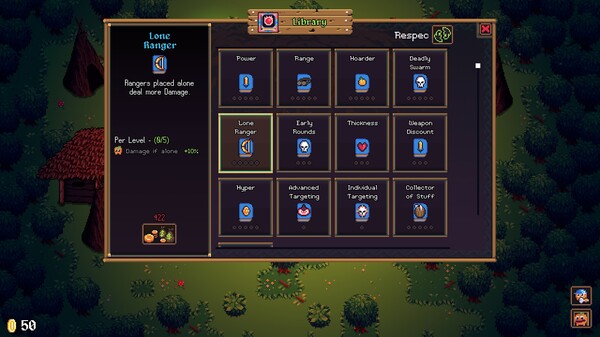 Library
Respec
Lone
Ranger
Rangers placed alone
deal more Damage.
Per Level - (0/5)
Damage if alone +10%
422
Power
Range
Hoarder
Deadly
Swarm
Lone
Ranger
Early
Rounds
Thickness
Weapon
Discount
Hyper
Advanced
Targeting
Individual
Targeting
Collector
of Stuff
50